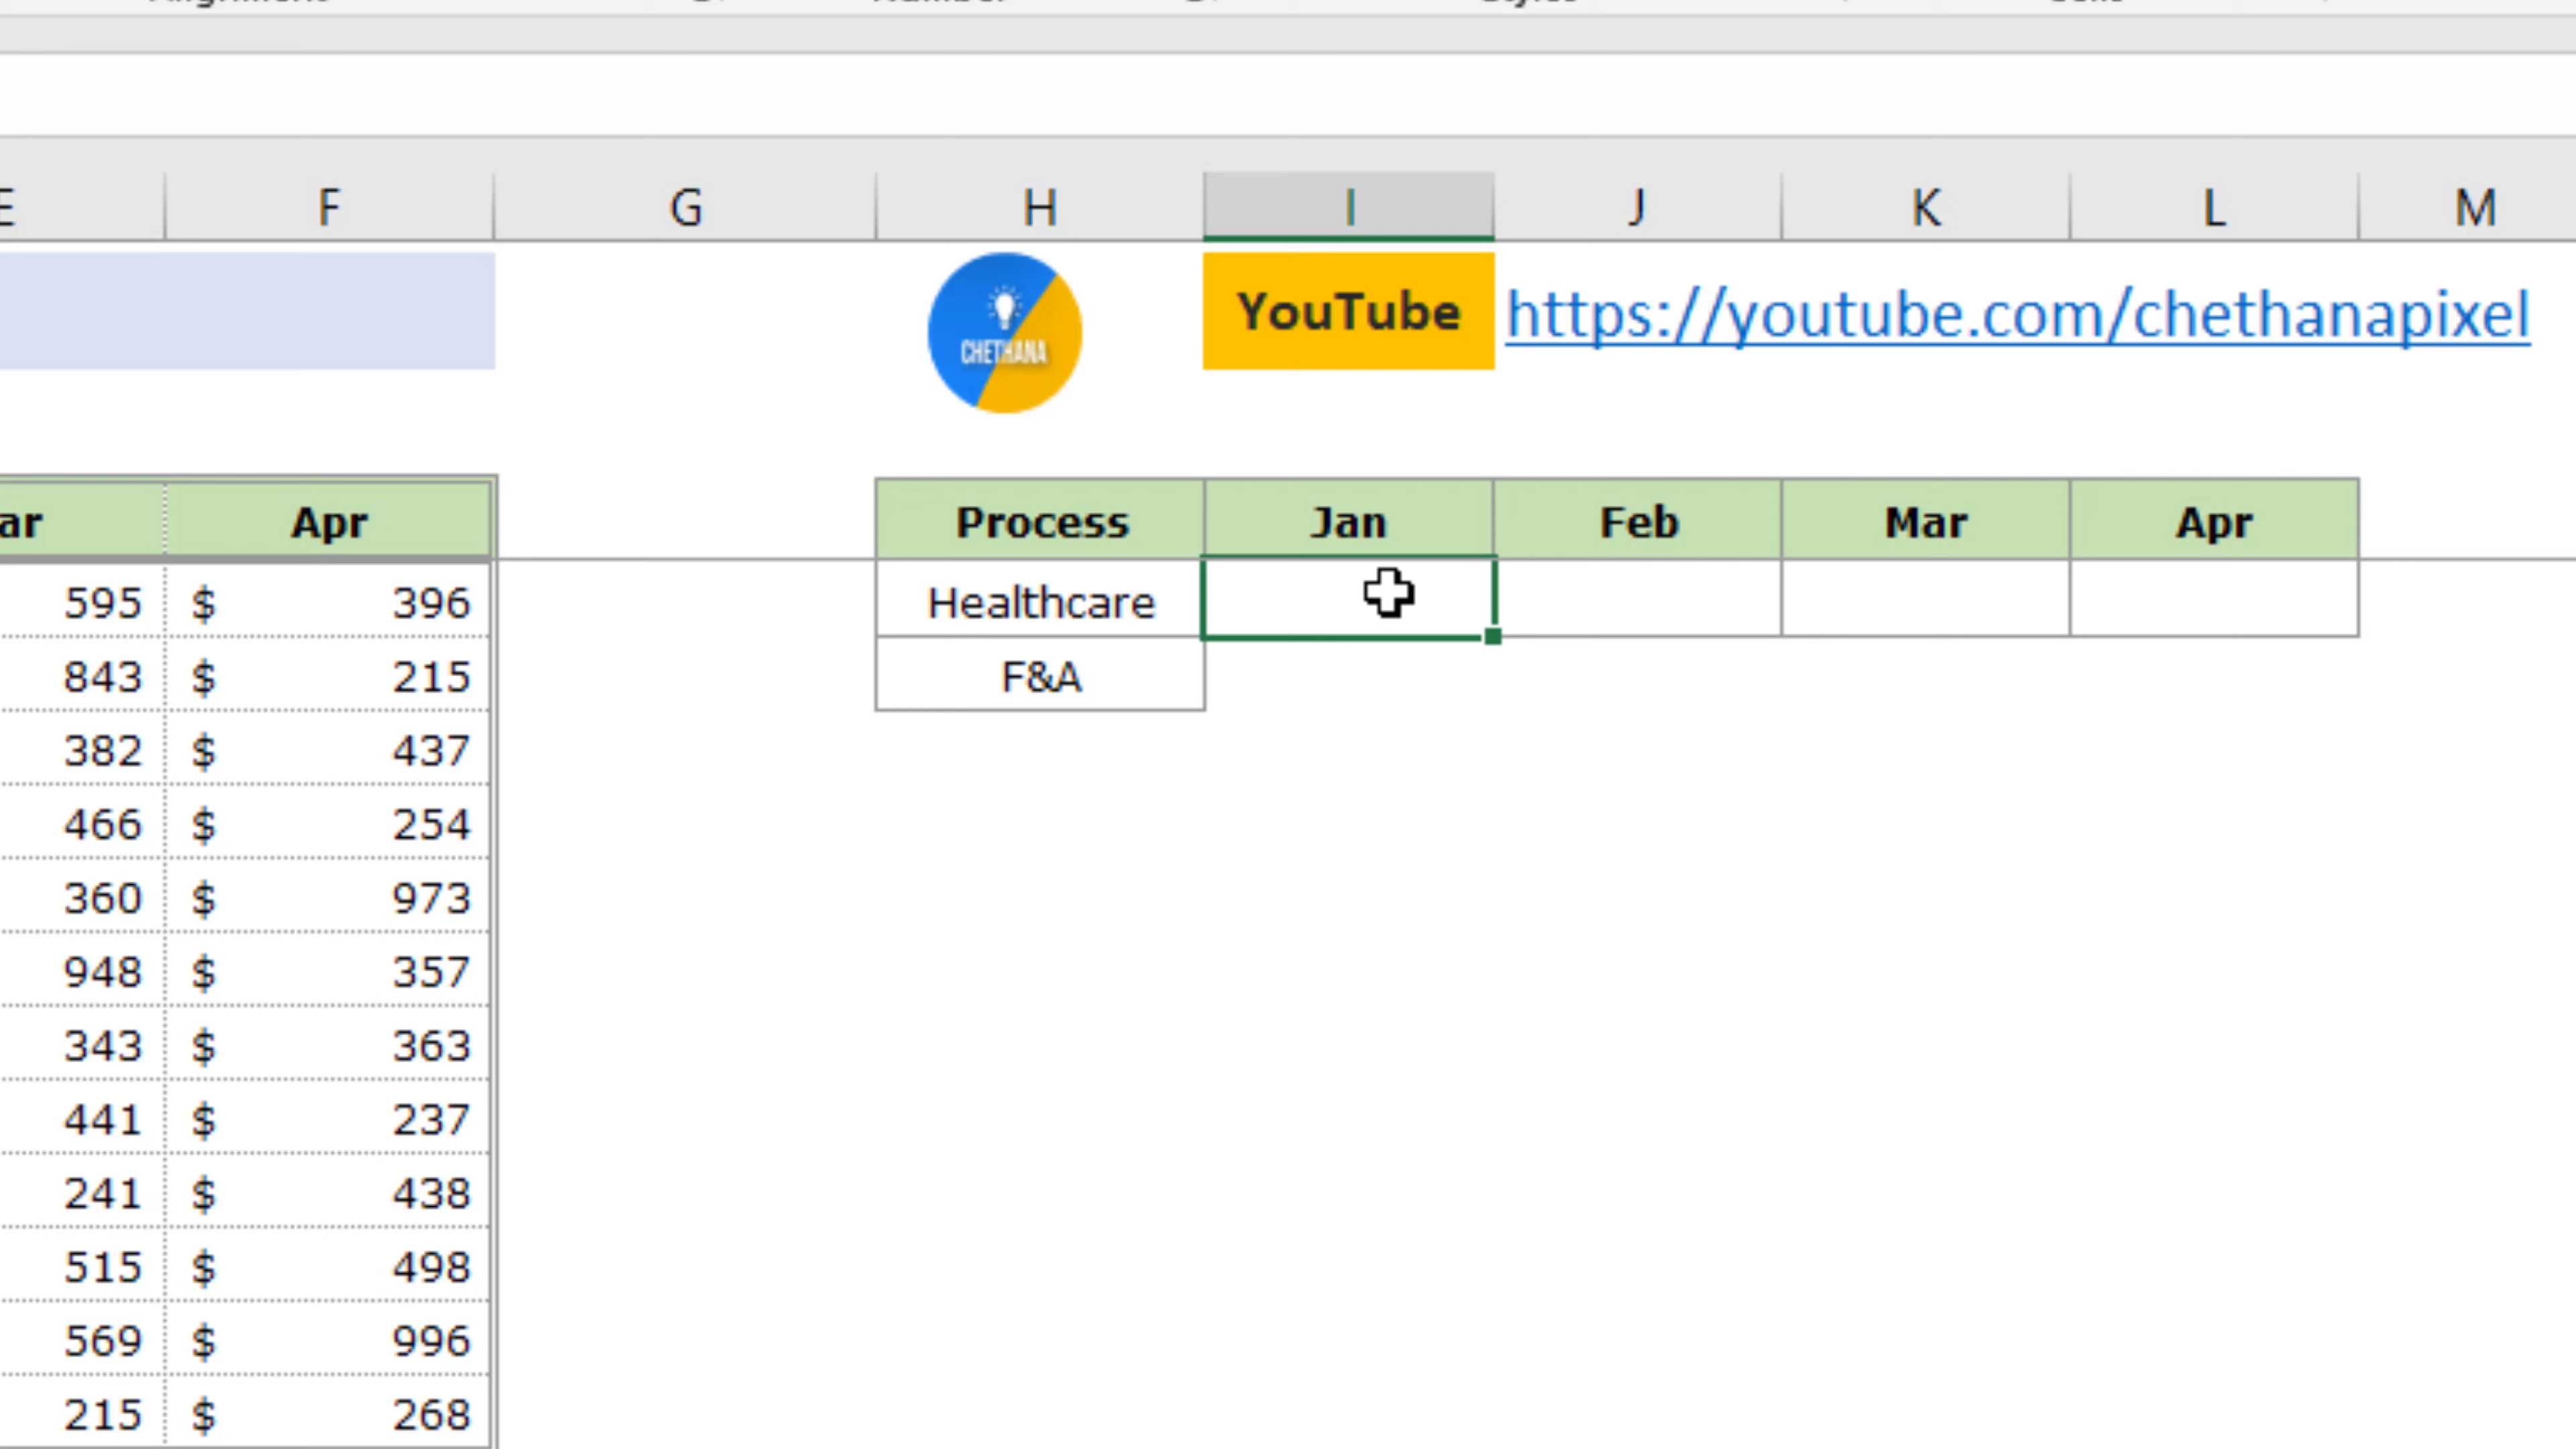 E F G H I J K L M
CHETHANA YouTube https://youtube.com/chethanapixel
ar Apr Process Jan Feb Mar Apr
595 $ 396 Healthcare
843 $ 215 F&A
382 $ 437
466 $ 254
360 $ 973
948 $ 357
343 $ 363
441 $ 237
241 $ 438
515 $ 498
569 $ 996
215 $ 268